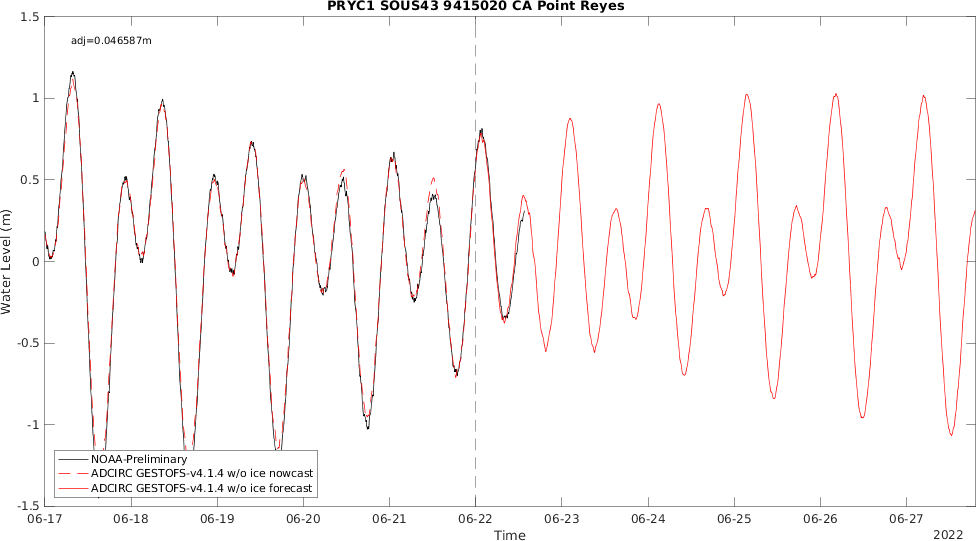 PRYC1 SOUS43 9415020 CA Point Reyes
1.5
adj=0.046587m
1
0.5
0
-0.5
-1
-1.5
Water Level (m)
NOAA-Preliminary
ADCIRC GESTOFS-v4.1.4 w/o ice nowcast
ADCIRC GESTOFS-v4.1.4 w/o ice forecast
06-17 06-18 06-19 06-20 06-21 06-22 06-23 06-24 06-25 06-26 06-27
Time
2022